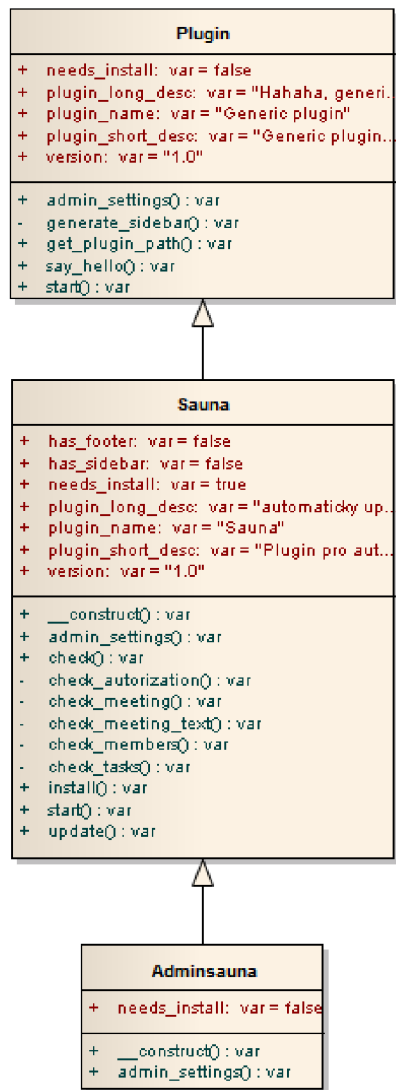 Plugin
+ needs_install: var = false
+ plugin_long_desc: var = "Hahaha, generi...
+ plugin_name: var = "Generic plugin"
+ plugin_short_desc: var = "Generic plugin...
+ version: var = "1.0"
+ admin_settings() : var
- generate_sidebar() : var
+ get_plugin_path() : var
+ say_hello() : var
+ start() : var
Sauna
+ has_footer: var = false
+ has_sidebar: var = false
+ needs_install: var = true
+ plugin_long_desc: var = "automaticky up...
+ plugin_name: var = "Sauna"
+ plugin_short_desc: var = "Plugin pro aut...
+ version: var = "1.0"
+ __construct() : var
+ admin_settings() : var
+ check() : var
- check_autorization() : var
- check_meeting() : var
- check_meeting_text() : var
- check_members() : var
- check_tasks() : var
+ install() : var
+ start() : var
+ update() : var
Adminsauna
+ needs_install: var = false
+ __construct() : var
+ admin_settings() : var